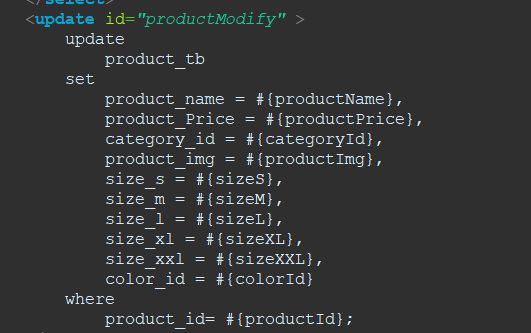 </select>
<update id="productModify" >
update
product_tb
set
product_name = #{productName},
product_Price = #{productPrice},
category_id = #{categoryId},
product_img = #{productImg},
size_s = #{sizeS},
size_m = #{sizeM},
size_l = #{sizeL},
size_xl = #{sizeXL},
size_xxl = #{sizeXXL},
color_id = #{colorId}
where
product_id= #{productId};